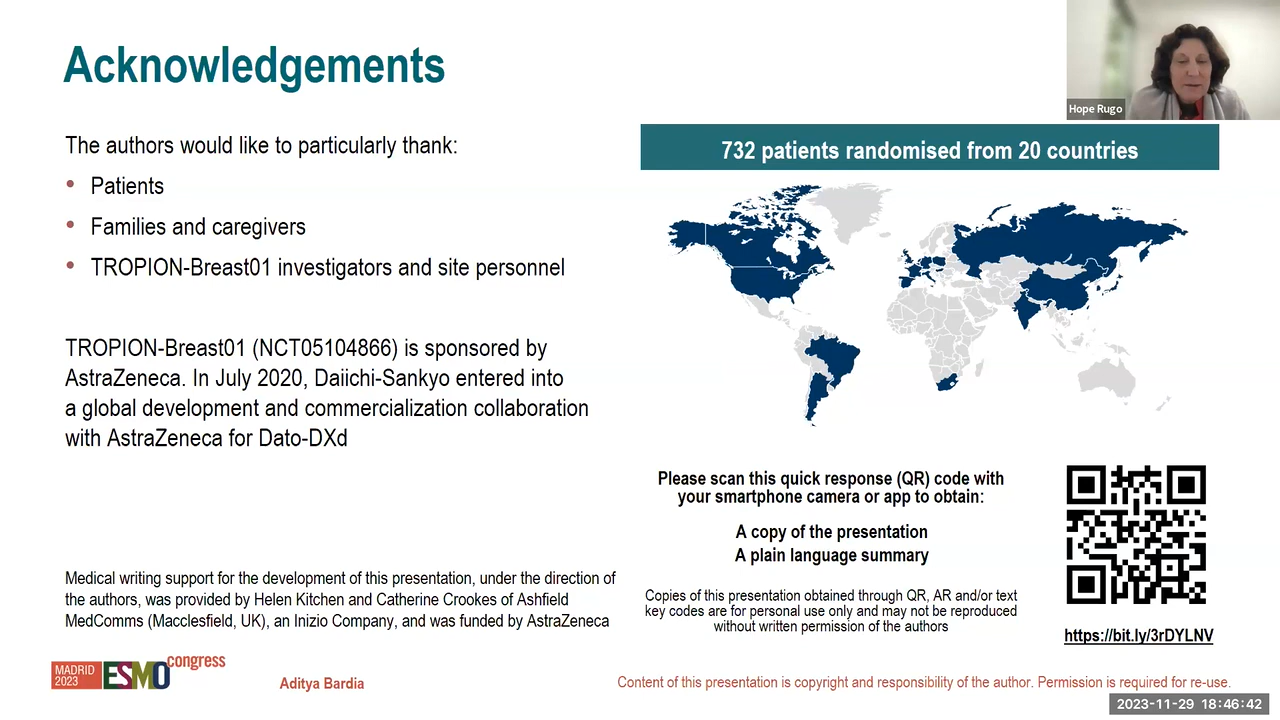 Acknowledgements
Hope Rugo
The authors would like to particularly thank:
• Patients
• Families and caregivers
• TROPION-Breast01 investigators and site personnel
TROPION-Breast01 (NCT05104866) is sponsored by
AstraZeneca. In July 2020, Daiichi-Sankyo entered into
a global development and commercialization collaboration
with AstraZeneca for Dato-DXd
732 patients randomised from 20 countries
Please scan this quick response (QR) code with
your smartphone camera or app to obtain:
A copy of the presentation
A plain language summary
Copies of this presentation obtained through QR, AR and/or text
key codes are for personal use only and may not be reproduced
without written permission of the authors
https://bit.ly/3rDYLNV
Medical writing support for the development of this presentation, under the direction of
the authors, was provided by Helen Kitchen and Catherine Crookes of Ashfield
MedComms (Macclesfield, UK), an Inizio Company, and was funded by AstraZeneca
MADRID
2023
ESMO congress
Aditya Bardia
Content of this presentation is copyright and responsibility of the author. Permission is required for re-use.
2023-11-29 18:46:42